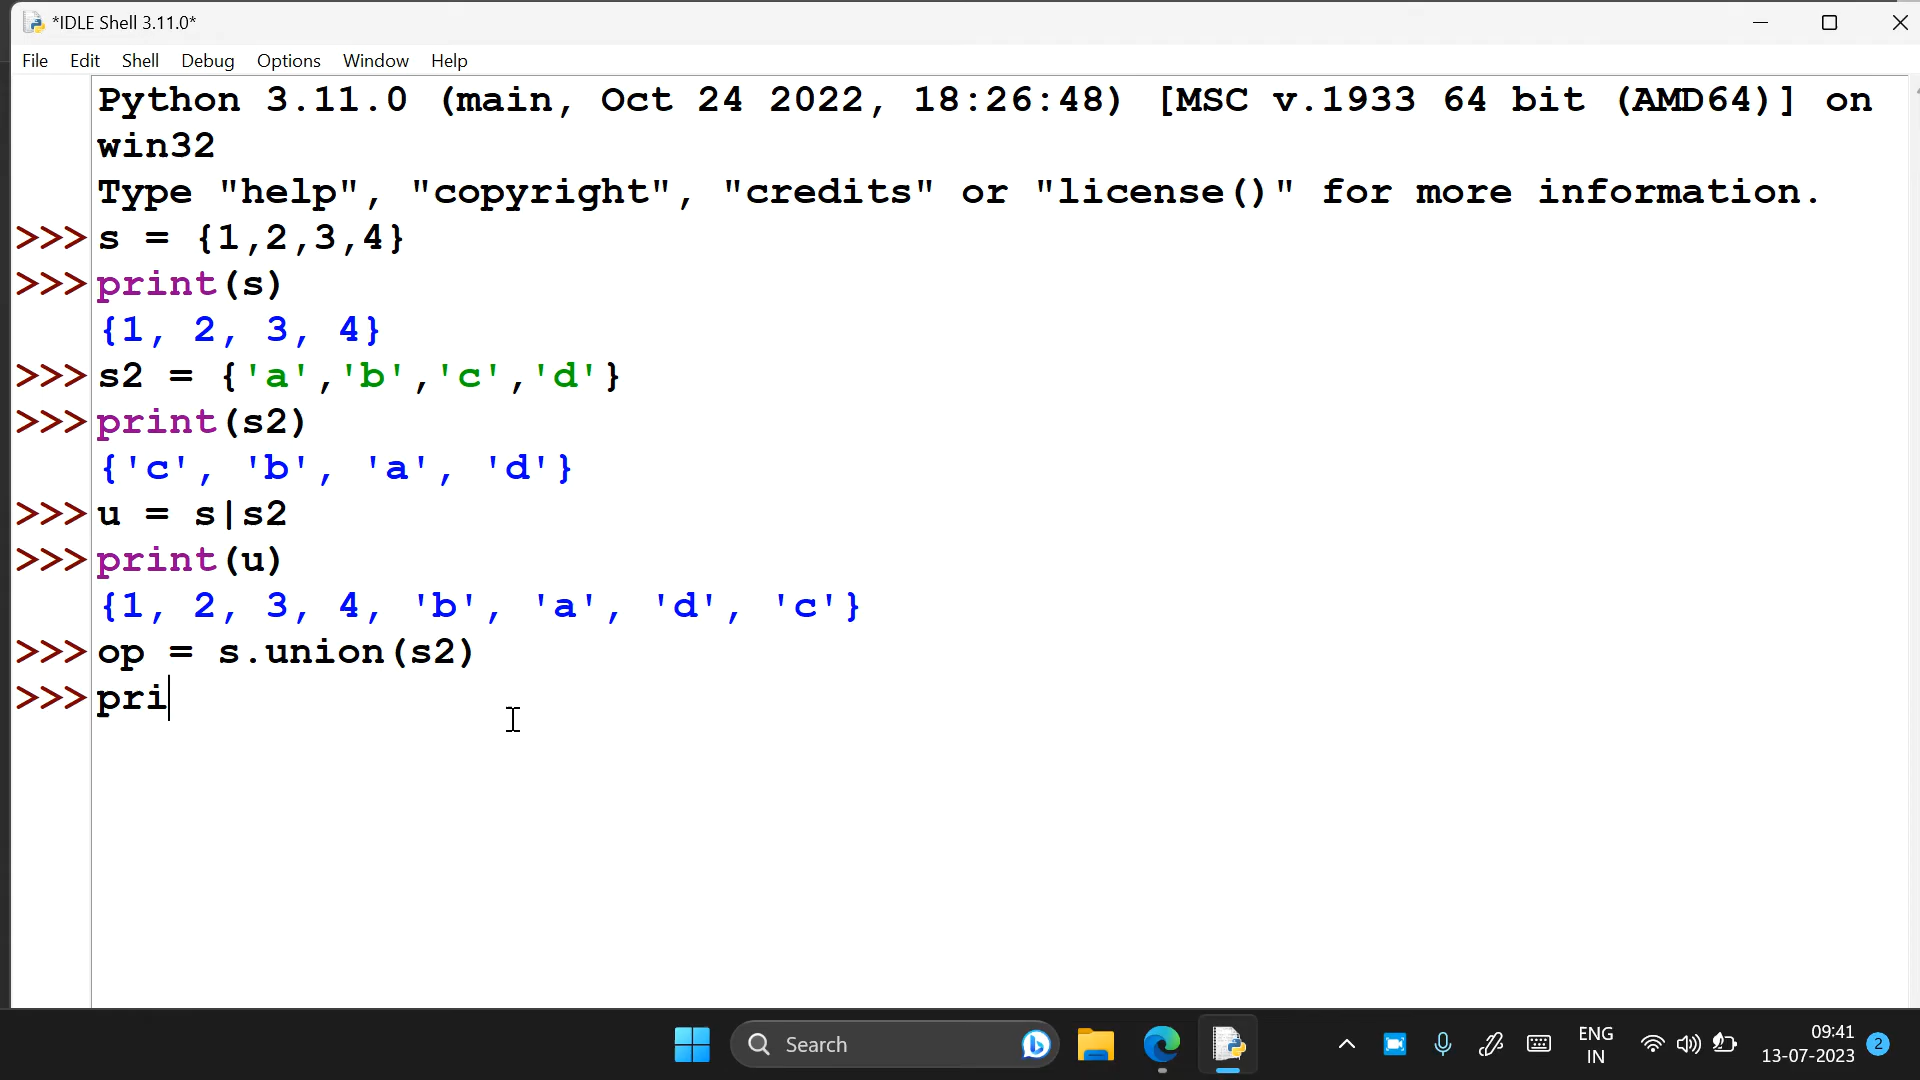 *IDLE Shell 3.11.0*
File Edit Shell Debug Options Window Help
Python 3.11.0 (main, Oct 24 2022, 18:26:48) [MSC v.1933 64 bit (AMD64)] on
win32
Type "help", "copyright", "credits" or "license()" for more information.
>>> s = {1,2,3,4}
>>> print(s)
{1, 2, 3, 4}
>>> s2 = {'a','b','c','d'}
>>> print(s2)
{'c', 'b', 'a', 'd'}
>>> u = s|s2
>>> print(u)
{1, 2, 3, 4, 'b', 'a', 'd', 'c'}
>>> op = s.union(s2)
>>> pri
Search
ENG
IN
09:41
13-07-2023
2